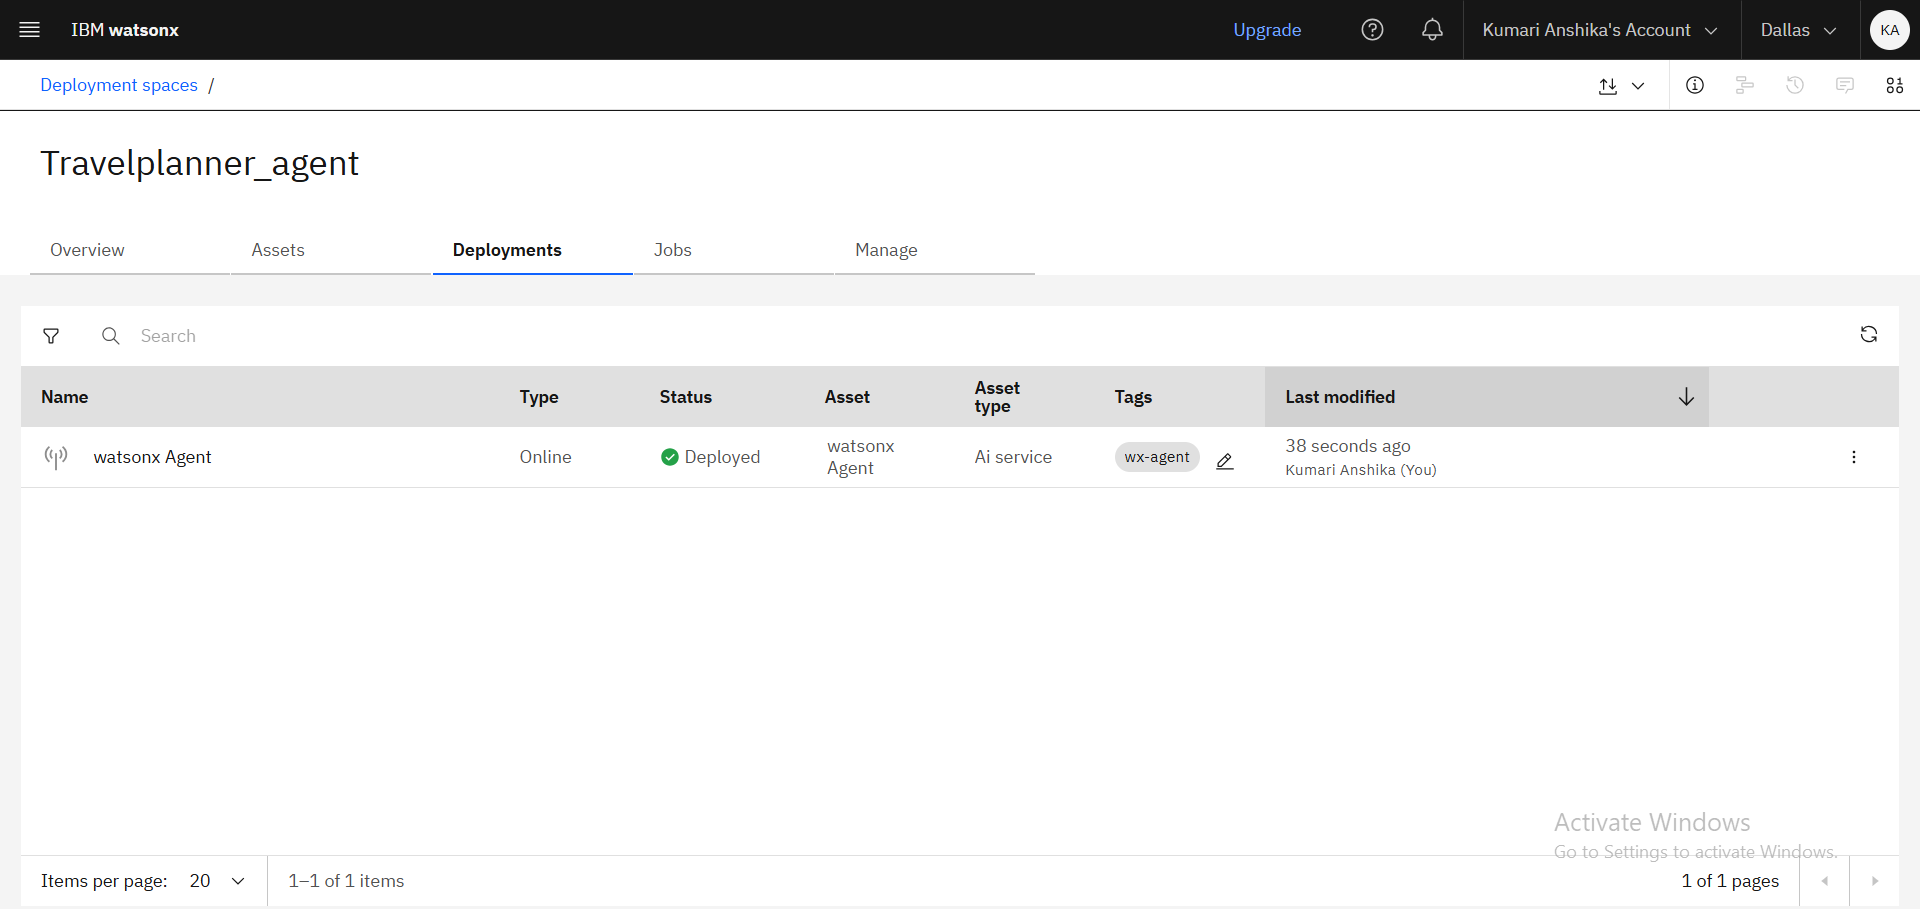 IBM watsonx
Upgrade
Kumari Anshika's Account
Dallas
KA
Deployment spaces /
Travelplanner_agent
Overview
Assets
Deployments
Jobs
Manage
Search
Name
Type
Status
Asset
Asset
type
Tags
Last modified
watsonx Agent
Online
Deployed
watsonx
Agent
Ai service
wx-agent
38 seconds ago
Kumari Anshika (You)
Activate Windows
Go to Settings to activate Windows.
Items per page: 20
1–1 of 1 items
1 of 1 pages